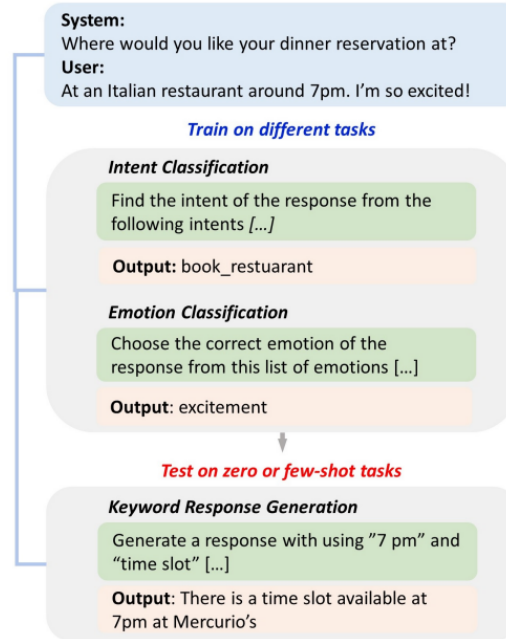 System:
Where would you like your dinner reservation at?
User:
At an Italian restaurant around 7pm. I'm so excited!
Train on different tasks
Intent Classification
Find the intent of the response from the
following intents [...]
Output: book_restuarant
Emotion Classification
Choose the correct emotion of the
response from this list of emotions [...]
Output: excitement
Test on zero or few-shot tasks
Keyword Response Generation
Generate a response with using ”7 pm” and
“time slot” [...]
Output: There is a time slot available at
7pm at Mercurio's